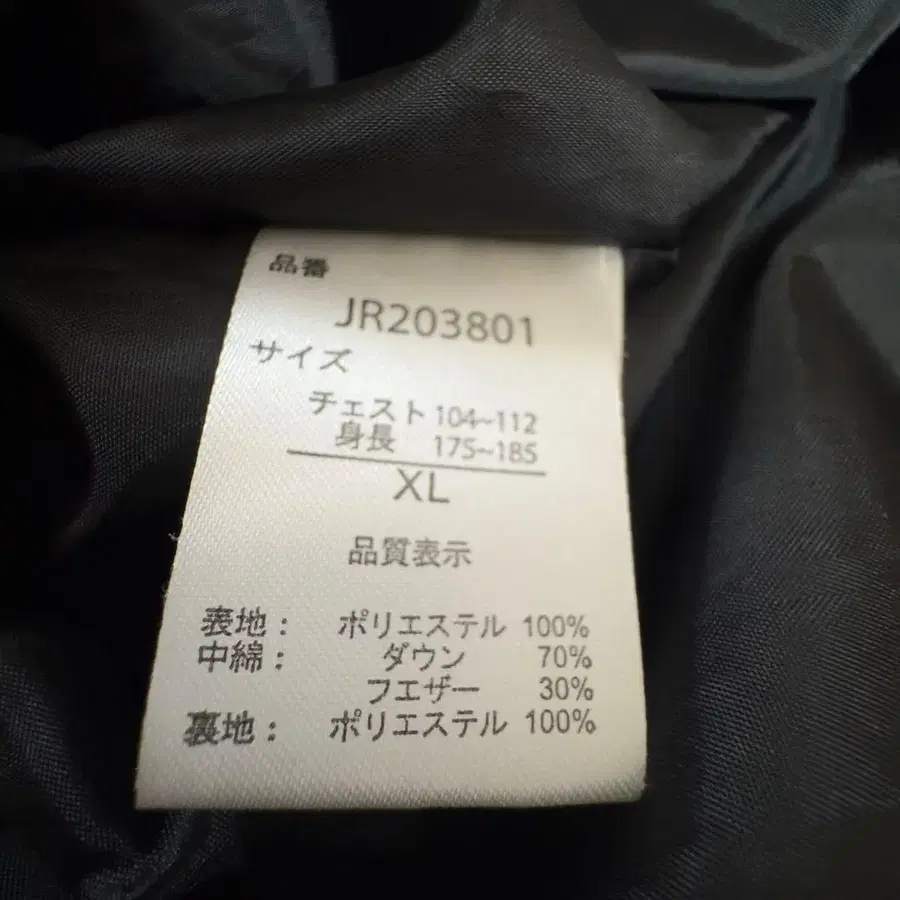 品番
JR203801
サイズ
チェスト 104~112
身長 175~185
XL
品質表示
表地： ポリエステル 100%
中綿： ダウン 70%
フエザー 30%
裏地： ポリエステル 100%